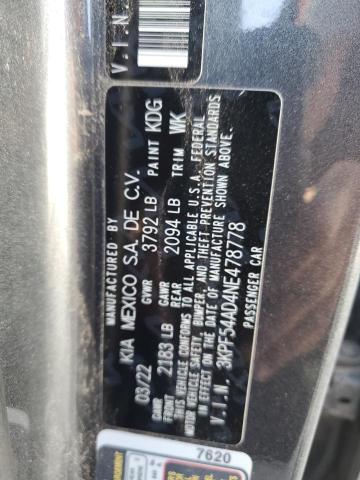 V.I.N.
MANUFACTURED BY
KIA MEXICO S.A. DE C.V.
03/22 GVWR 3792 LB PAINT KDG
GAWR FRONT 2183 LB GAWR REAR 2094 LB TRIM WK
THIS VEHICLE CONFORMS TO ALL APPLICABLE U.S.A. FEDERAL
MOTOR VEHICLE SAFETY, BUMPER, AND THEFT-PREVENTION STANDARDS
IN EFFECT ON THE DATE OF MANUFACTURE SHOWN ABOVE.
V.I.N. 3KPF54AD4NE478778
PASSENGER CAR
7620